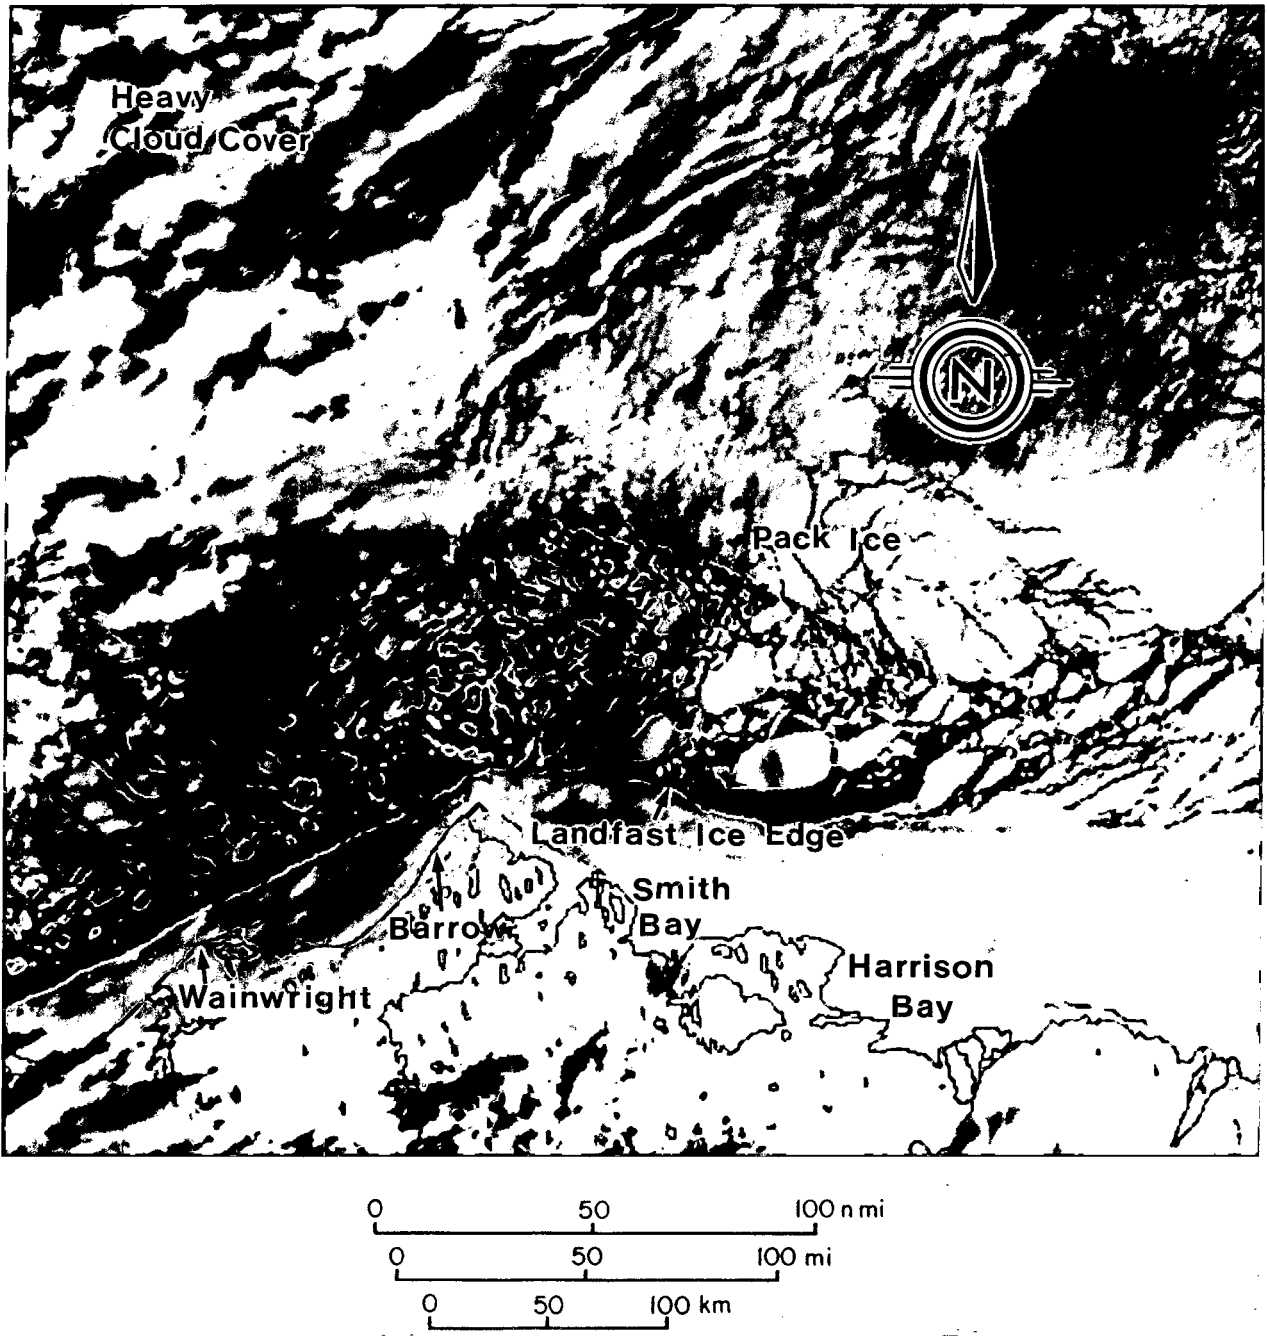 Heavy
Cloud Cover
N
Pack Ice
Landfast Ice Edge
Smith
Bay
Barrow
Harrison
Bay
Wainwright
0 50 100 n mi
0 50 100 mi
0 50 100 km